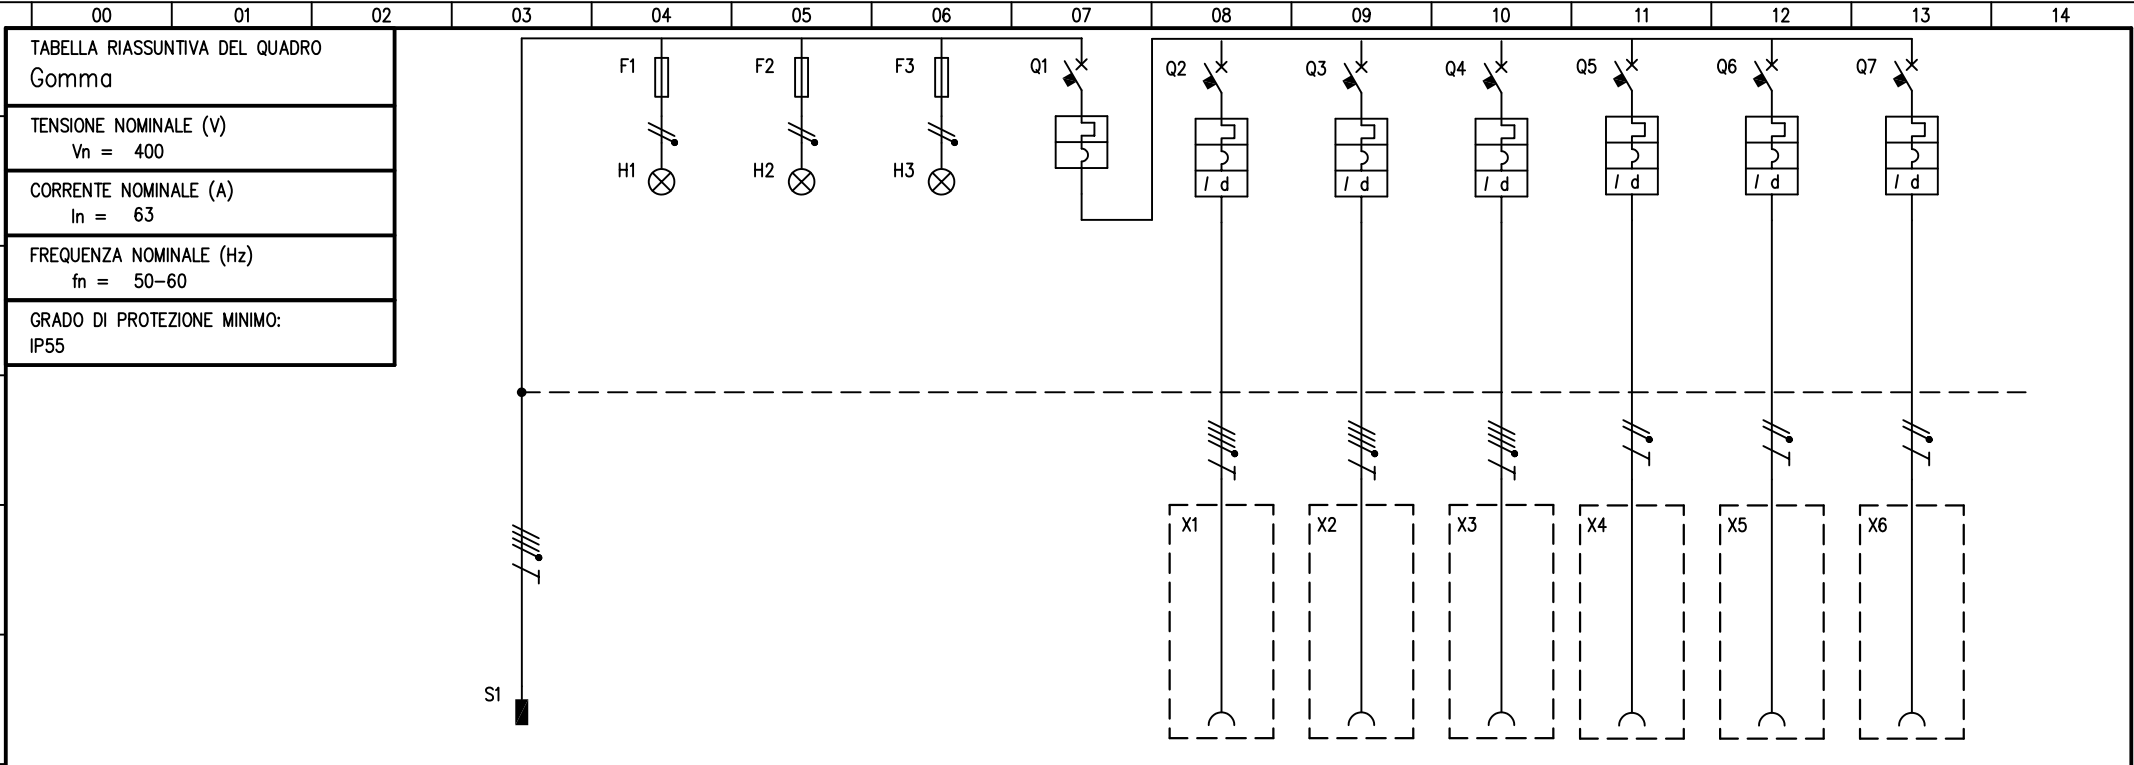 00 01 02 03 04 05 06 07 08 09 10 11 12 13 14
TABELLA RIASSUNTIVA DEL QUADRO
Gomma
TENSIONE NOMINALE (V)
Vn = 400
CORRENTE NOMINALE (A)
In = 63
FREQUENZA NOMINALE (Hz)
fn = 50-60
GRADO DI PROTEZIONE MINIMO:
IP55
F1 F2 F3 Q1 Q2 Q3 Q4 Q5 Q6 Q7
H1 H2 H3
I d I d I d I d I d I d
X1 X2 X3 X4 X5 X6
S1